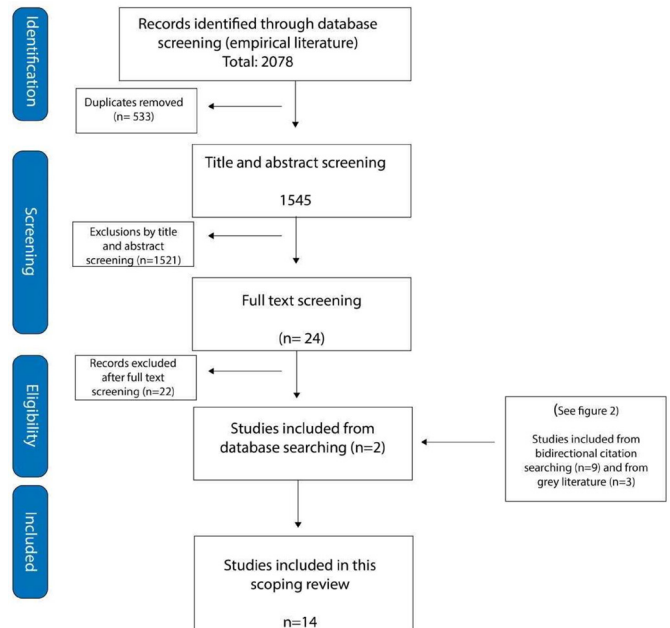 Identification
Records identified through database
screening (empirical literature)
Total: 2078
Duplicates removed
(n= 533)
Screening
Title and abstract screening
1545
Exclusions by title
and abstract
screening (n=1521)
Full text screening
(n= 24)
Eligibility
Records excluded
after full text
screening (n=22)
Studies included from
database searching (n=2)
(See figure 2)
Studies included from
bidirectional citation
searching (n=9) and from
grey literature (n=3)
Included
Studies included in this
scoping review
n=14